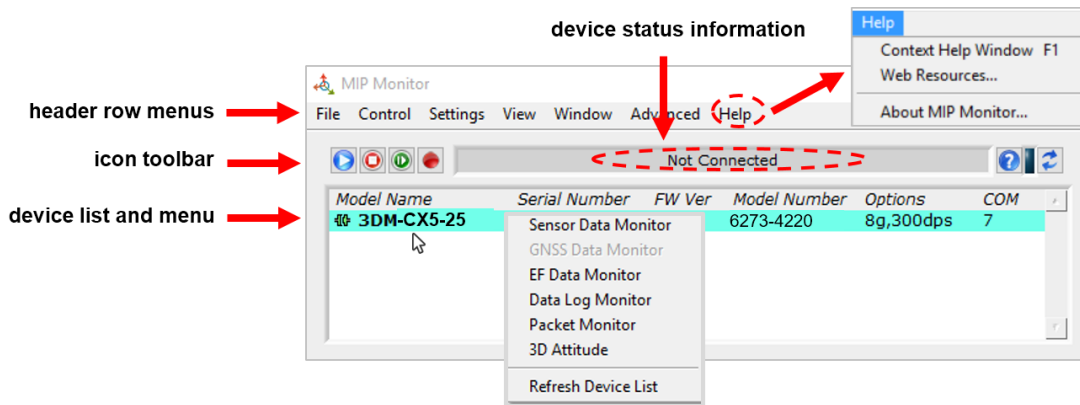 device status information
Help
Context Help Window F1
Web Resources...
About MIP Monitor...
MIP Monitor
header row menus
File Control Settings View Window Advanced Help
icon toolbar
Not Connected
?
Model Name Serial Number FW Ver Model Number Options COM
device list and menu
3DM-CX5-25 6273-4220 8g,300dps 7
Sensor Data Monitor
GNSS Data Monitor
EF Data Monitor
Data Log Monitor
Packet Monitor
3D Attitude
Refresh Device List